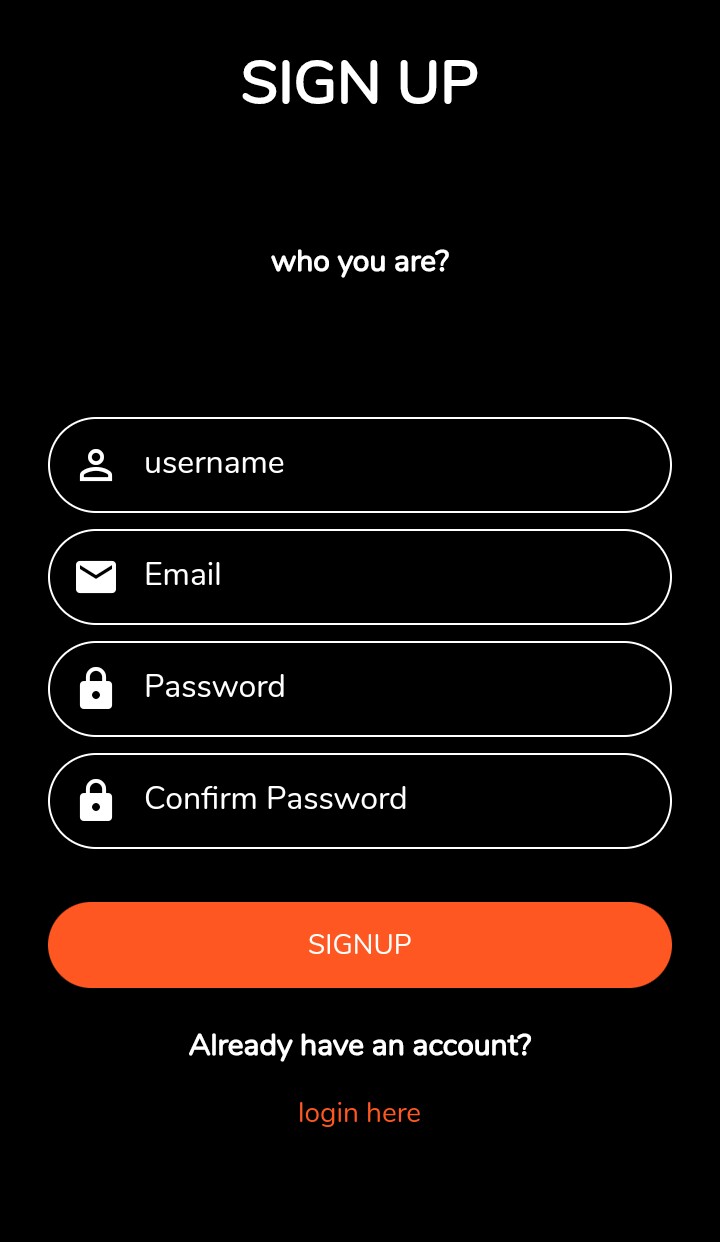 SIGN UP
who you are?
username
Email
Password
Confirm Password
SIGNUP
Already have an account?
login here